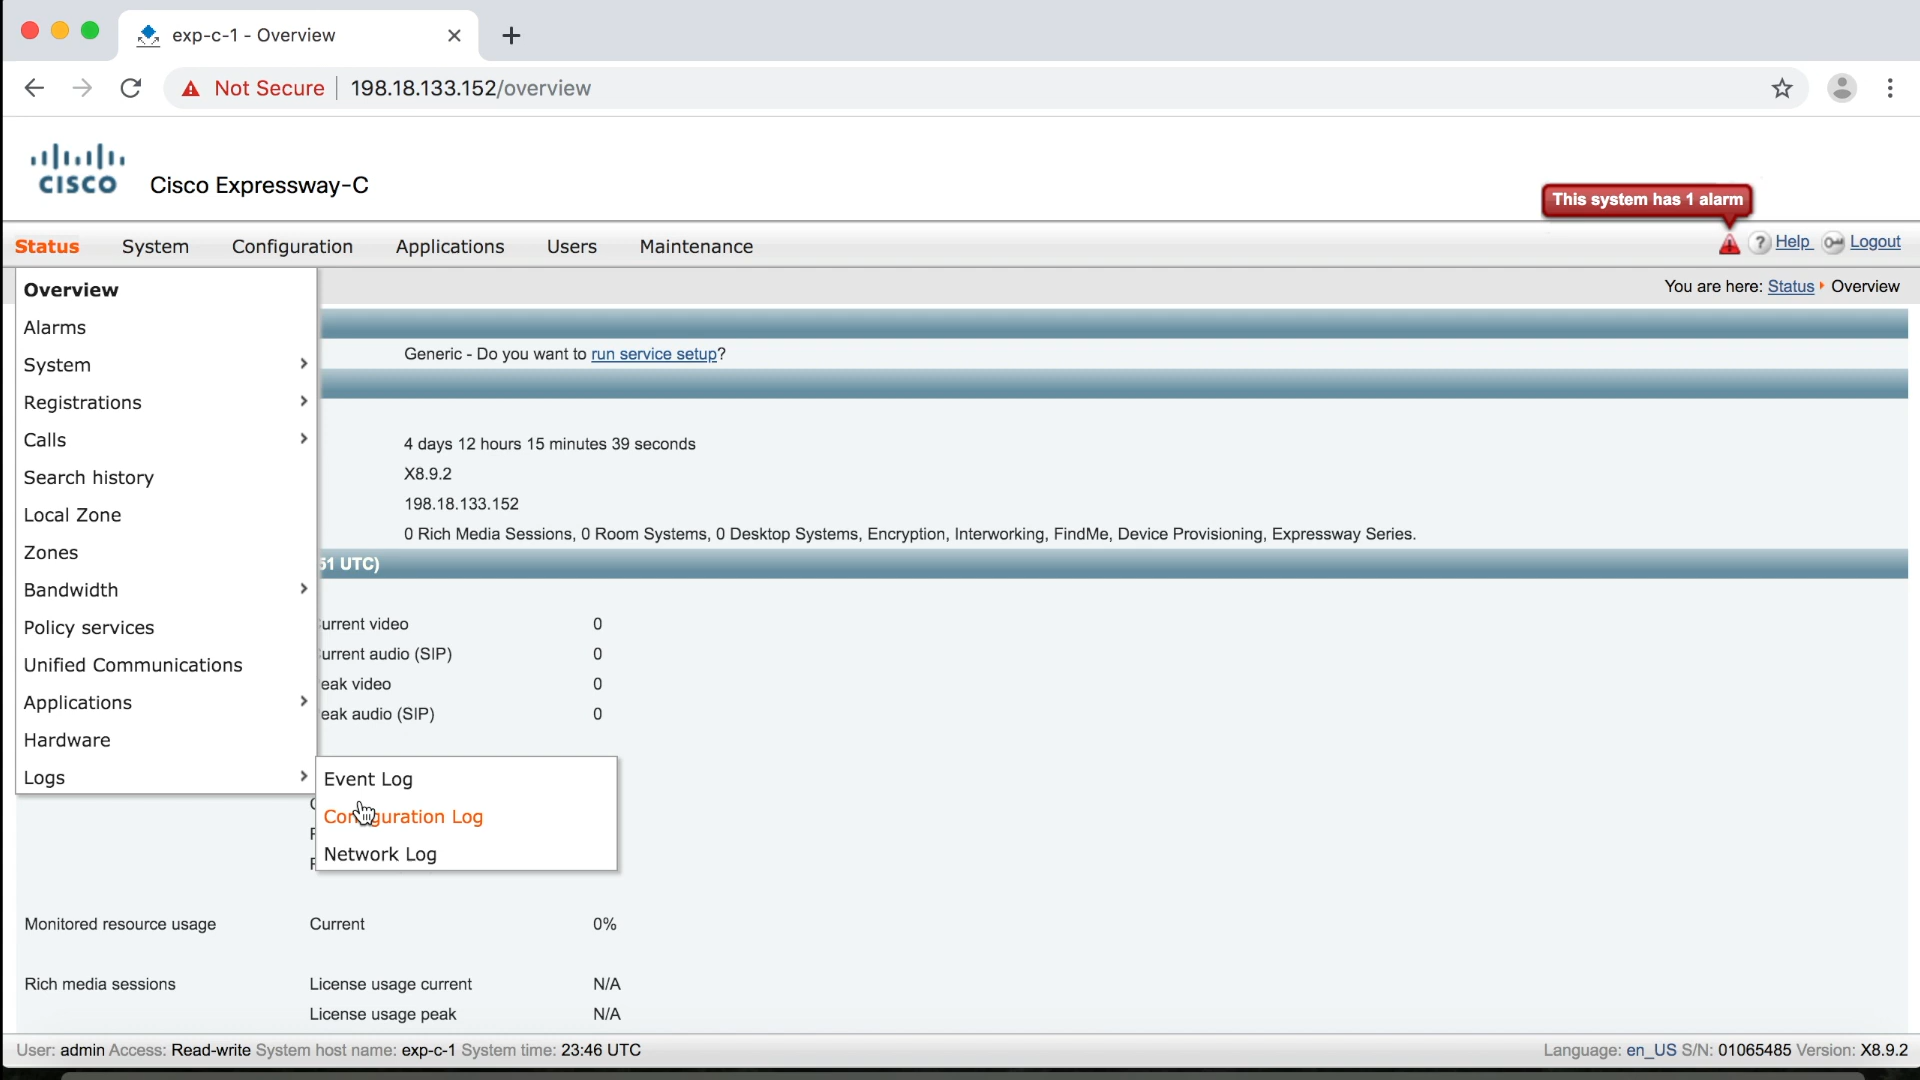 exp-c-1 - Overview
Not Secure 198.18.133.152/overview
CISCO Cisco Expressway-C
This system has 1 alarm
Status System Configuration Applications Users Maintenance Help Logout
You are here: Status Overview
Overview
Alarms
Generic - Do you want to run service setup?
System
Registrations
Calls
4 days 12 hours 15 minutes 39 seconds
Search history
X8.9.2
Local Zone
198.18.133.152
0 Rich Media Sessions, 0 Room Systems, 0 Desktop Systems, Encryption, Interworking, FindMe, Device Provisioning, Expressway Series.
Zones
51 UTC)
Bandwidth
Policy services
urrent video 0
Unified Communications
urrent audio (SIP) 0
eak video 0
Applications
eak audio (SIP) 0
Hardware
Logs
Event Log
Configuration Log
Network Log
Monitored resource usage Current 0%
Rich media sessions License usage current N/A
License usage peak N/A
User: admin Access: Read-write System host name: exp-c-1 System time: 23:46 UTC Language: en_US S/N: 01065485 Version: X8.9.2